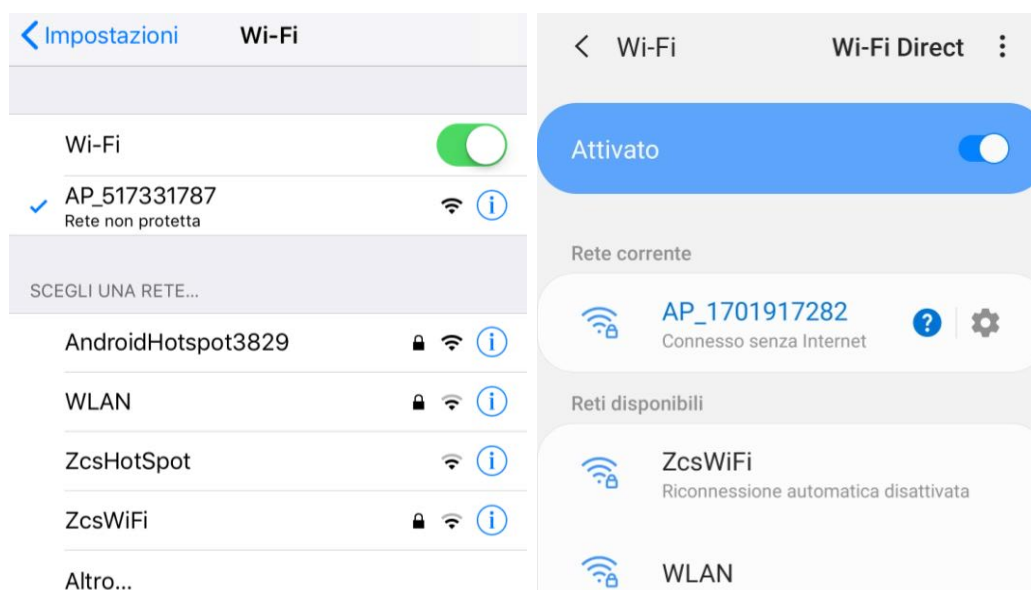 Impostazioni
Wi-Fi
Wi-Fi
AP_517331787
Rete non protetta
SCEGLI UNA RETE...
AndroidHotspot3829
WLAN
ZcsHotSpot
ZcsWiFi
Altro...
Wi-Fi
Wi-Fi Direct
Attivato
Rete corrente
AP_1701917282
Connesso senza Internet
Reti disponibili
ZcsWiFi
Riconnessione automatica disattivata
WLAN